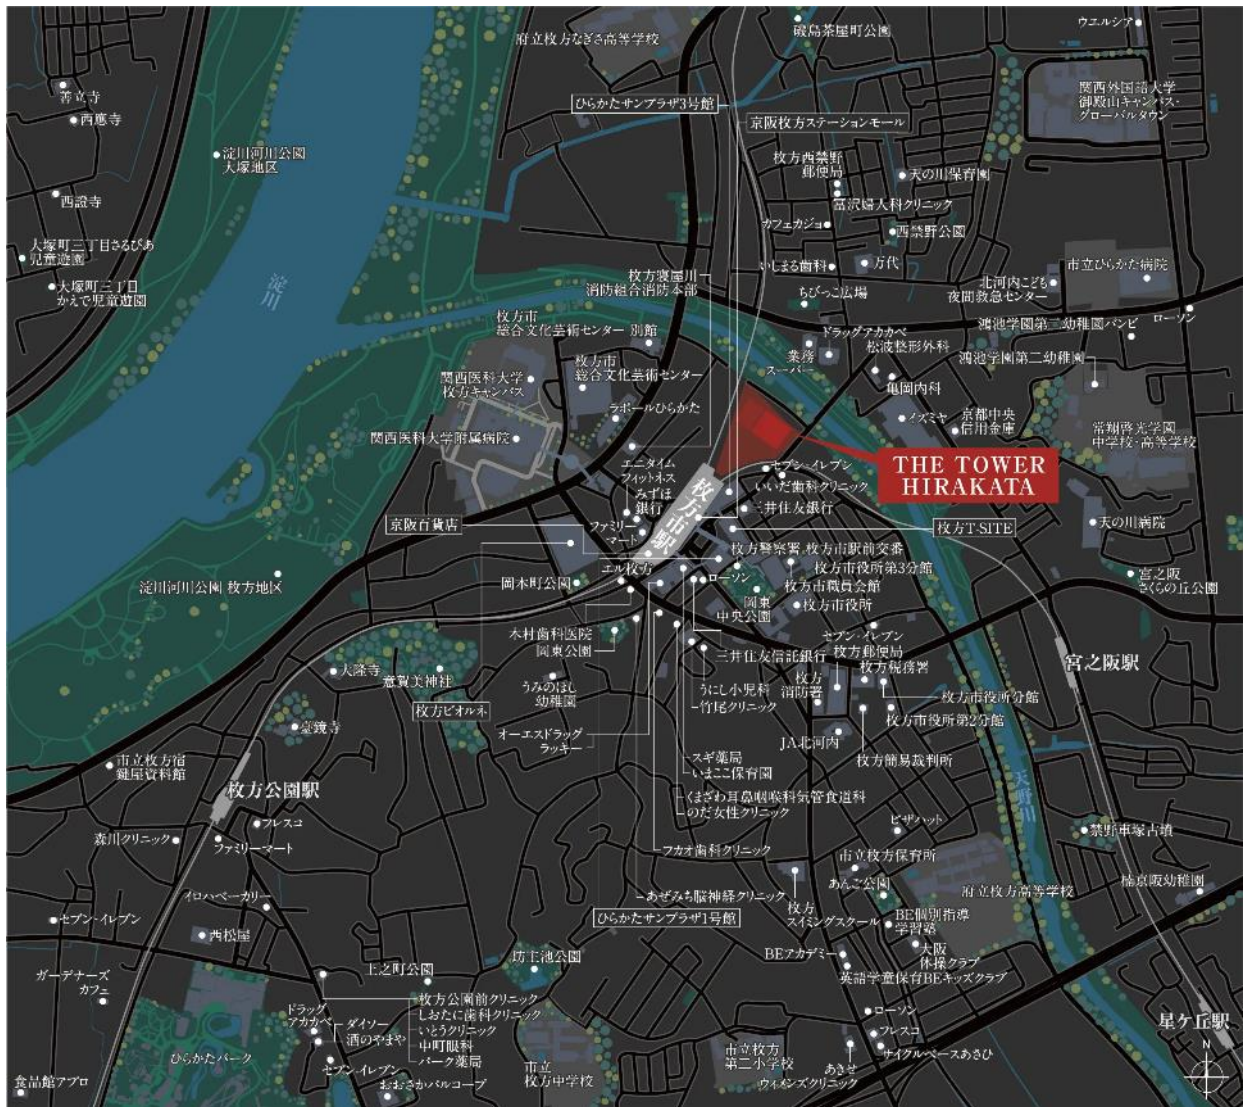 府立枚方なぎさ高等学校
磯島茶屋町公園
ウエルシア
善立寺
西應寺
ひらかたサンプラザ3号館
京阪枚方ステーションモール
関西外国語大学
御殿山キャンパス・
グローバルタウン
淀川河川公園
大塚地区
枚方西禁野
郵便局
天の川保育園
西證寺
冨沢婦人科クリニック
カフェカジョ
西禁野公園
大塚町三丁目さるびあ
児童遊園
いしまる歯科
万代
市立ひらかた病院
大塚町三丁目
かえで児童遊園
淀川
枚方寝屋川
消防組合消防本部
北河内こども
夜間救急センター
ちびっこ広場
ローソン
枚方市
総合文化芸術センター 別館
ドラッグアカカベ
鴻池学園第二幼稚園バンビ
業務
スーパー
松波整形外科
鴻池学園第二幼稚園
枚方市
総合文化芸術センター
関西医科大学
枚方キャンパス
亀岡内科
ラポールひらかた
イズミヤ
京都中央
信用金庫
常翔啓光学園
中学校・高等学校
関西医科大学附属病院
THE TOWER
HIRAKATA
エニタイム
フィットネス
セブン-イレブン
いいだ歯科クリニック
みずほ
銀行
枚方市駅
三井住友銀行
京阪百貨店
ファミリー
マート
枚方T-SITE
天の川病院
枚方警察署 枚方市駅前交番
エル枚方
枚方市役所第3分館
淀川河川公園 枚方地区
岡本町公園
ローソン
枚方市職員会館
宮之阪
さくらの丘公園
岡東
中央公園
枚方市役所
木村歯科医院
岡東公園
セブン-イレブン
枚方郵便局
三井住友信託銀行
枚方税務署
宮之阪駅
大隆寺
意賀美神社
うみのほし
幼稚園
うにし小児科
竹尾クリニック
枚方
消防署
枚方市役所分館
枚方ビオルネ
枚方市役所第2分館
臺鏡寺
オーエスドラッグ
ラッキー
JA北河内
枚方簡易裁判所
市立枚方宿
鍵屋資料館
スギ薬局
いまここ保育園
天野川
枚方公園駅
くまざわ耳鼻咽喉科気管食道科
のだ女性クリニック
フレスコ
ピザハット
禁野車塚古墳
森川クリニック
ファミリーマート
フカオ歯科クリニック
市立枚方保育所
あんご公園
府立枚方高等学校
楠京阪幼稚園
イロハベーカリー
あぜみち脳神経クリニック
ひらかたサンプラザ1号館
枚方
スイミングスクール
BE個別指導
学習塾
セブン-イレブン
西松屋
大阪
体操クラブ
坊主池公園
BEアカデミー
英語学童保育BEキッズクラブ
ガーデナーズ
カフェ
上之町公園
枚方公園前クリニック
しおたに歯科クリニック
いとうクリニック
中町眼科
パーク薬局
ドラッグ
アカカベ
ダイソー
酒のやまや
ローソン
フレスコ
サイクルベースあさひ
星ケ丘駅
ひらかたパーク
セブン-イレブン
市立
枚方中学校
市立枚方
第二小学校
あきせ
ウィメンズクリニック
N
食品館アプロ
おおさかパルコープ